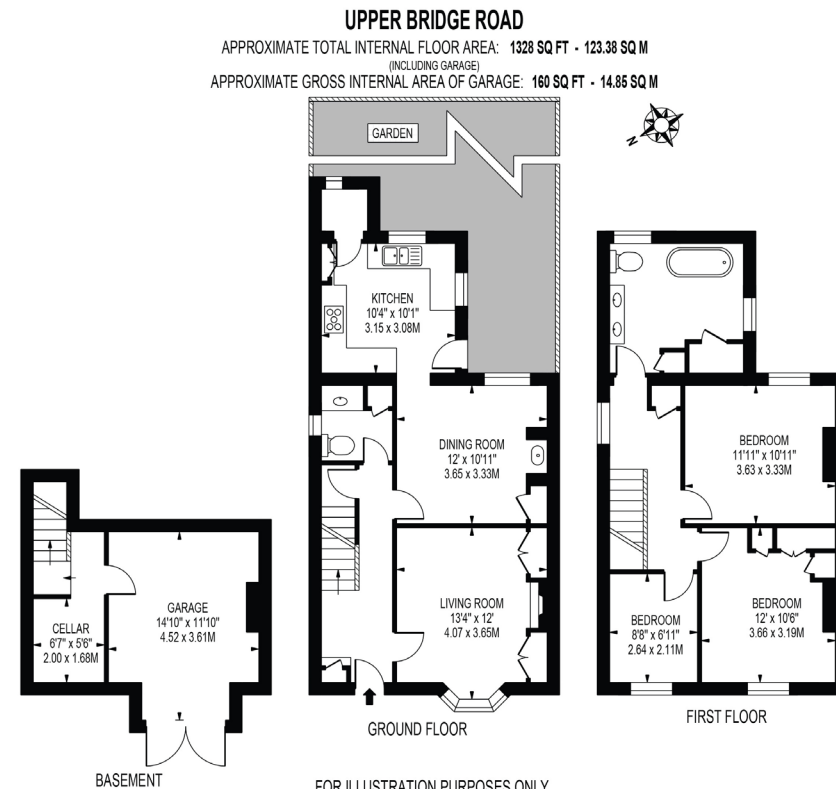 UPPER BRIDGE ROAD
APPROXIMATE TOTAL INTERNAL FLOOR AREA: 1328 SQ FT - 123.38 SQ M
(INCLUDING GARAGE)
APPROXIMATE GROSS INTERNAL AREA OF GARAGE: 160 SQ FT - 14.85 SQ M
GARDEN
N
KITCHEN
10'4" x 10'1"
3.15 x 3.08M
DINING ROOM
12' x 10'11"
3.65 x 3.33M
BEDROOM
11'11" x 10'11"
3.63 x 3.33M
GARAGE
14'10" x 11'10"
4.52 x 3.61M
CELLAR
6'7" x 5'6"
2.00 x 1.68M
LIVING ROOM
13'4" x 12'
4.07 x 3.65M
BEDROOM
8'8" x 6'11"
2.64 x 2.11M
BEDROOM
12' x 10'6"
3.66 x 3.19M
GROUND FLOOR
FIRST FLOOR
BASEMENT
FOR ILLUSTRATION PURPOSES ONLY